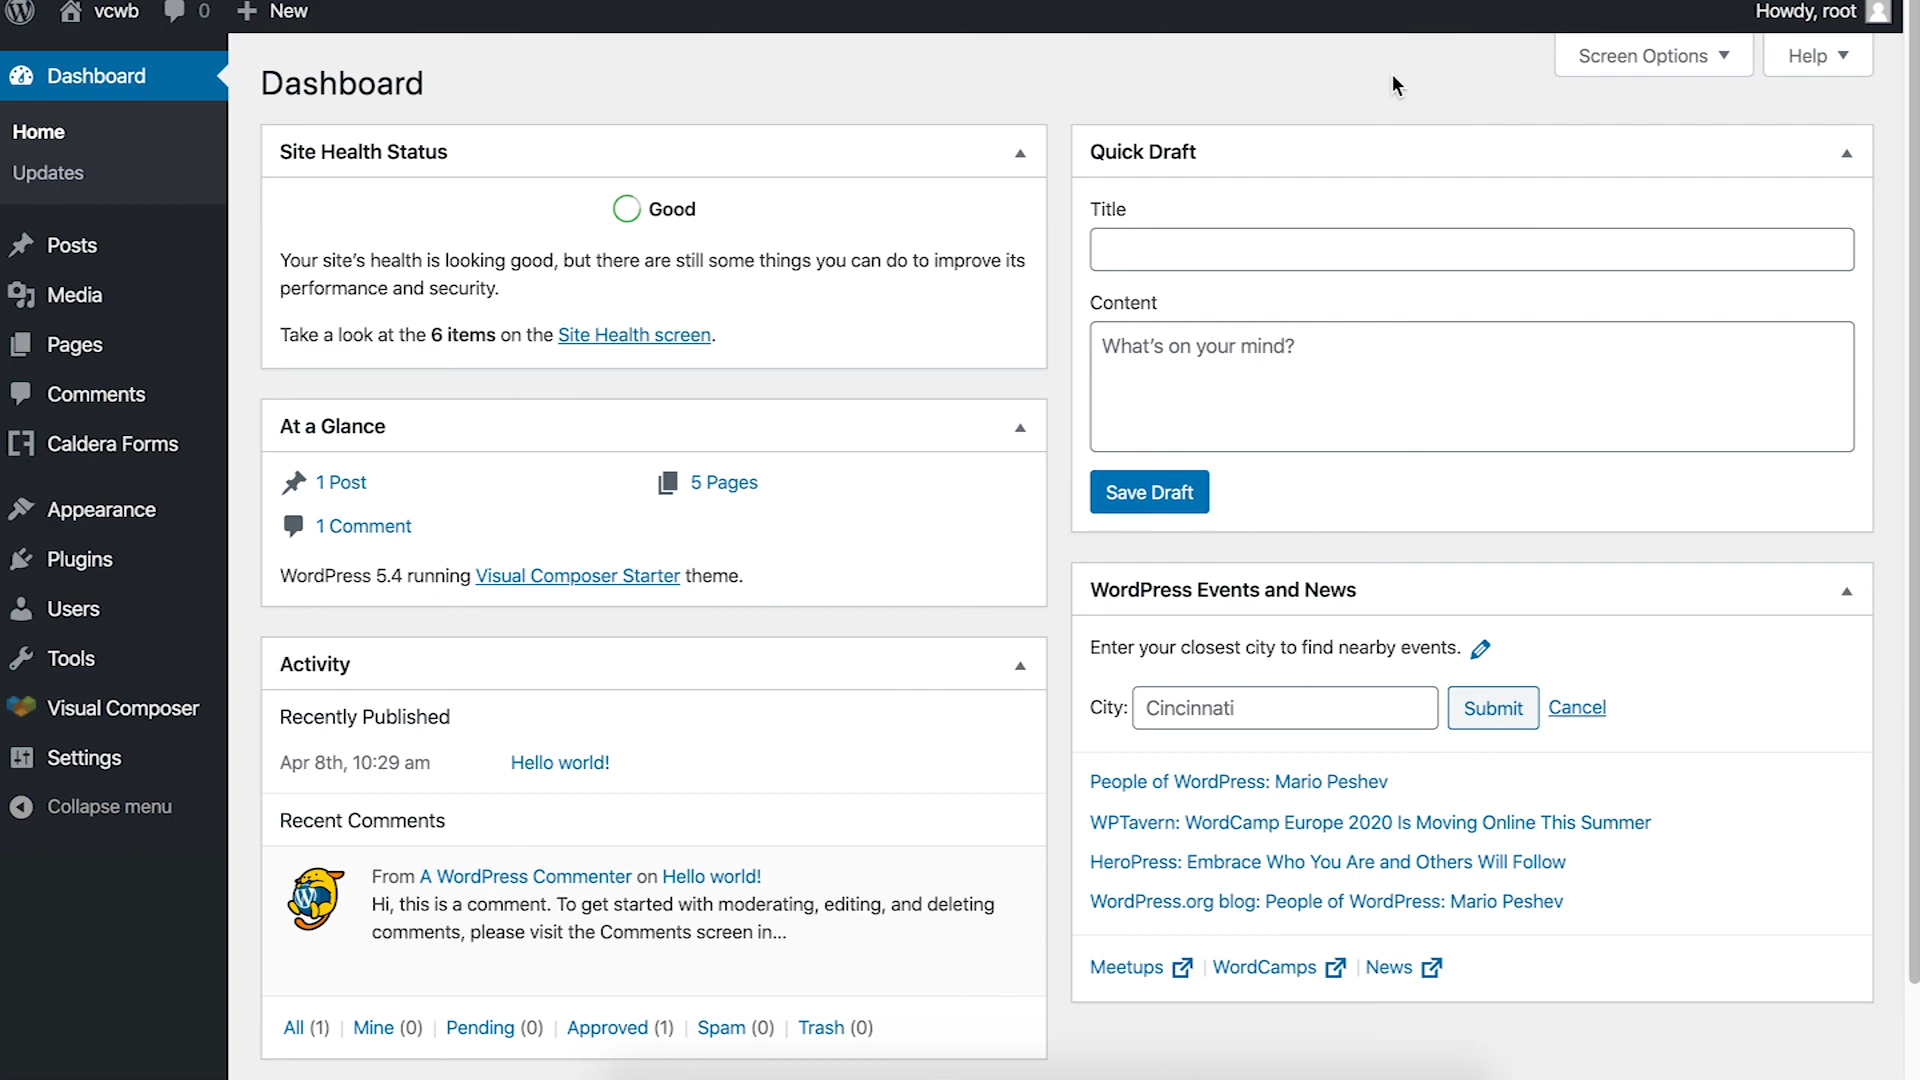 vcwb 0 New Howdy, root
Screen Options Help
Dashboard
Home
Updates
Posts
Media
Pages
Comments
Caldera Forms
Appearance
Plugins
Users
Tools
Visual Composer
Settings
Collapse menu
Dashboard
Site Health Status
Good
Your site's health is looking good, but there are still some things you can do to improve its
performance and security.
Take a look at the 6 items on the Site Health screen.
At a Glance
1 Post 5 Pages
1 Comment
WordPress 5.4 running Visual Composer Starter theme.
Activity
Recently Published
Apr 8th, 10:29 am Hello world!
Recent Comments
From A WordPress Commenter on Hello world!
Hi, this is a comment. To get started with moderating, editing, and deleting
comments, please visit the Comments screen in...
All (1) | Mine (0) | Pending (0) | Approved (1) | Spam (0) | Trash (0)
Quick Draft
Title
Content
What's on your mind?
Save Draft
WordPress Events and News
Enter your closest city to find nearby events.
City: Cincinnati Submit Cancel
People of WordPress: Mario Peshev
WPTavern: WordCamp Europe 2020 Is Moving Online This Summer
HeroPress: Embrace Who You Are and Others Will Follow
WordPress.org blog: People of WordPress: Mario Peshev
Meetups | WordCamps | News